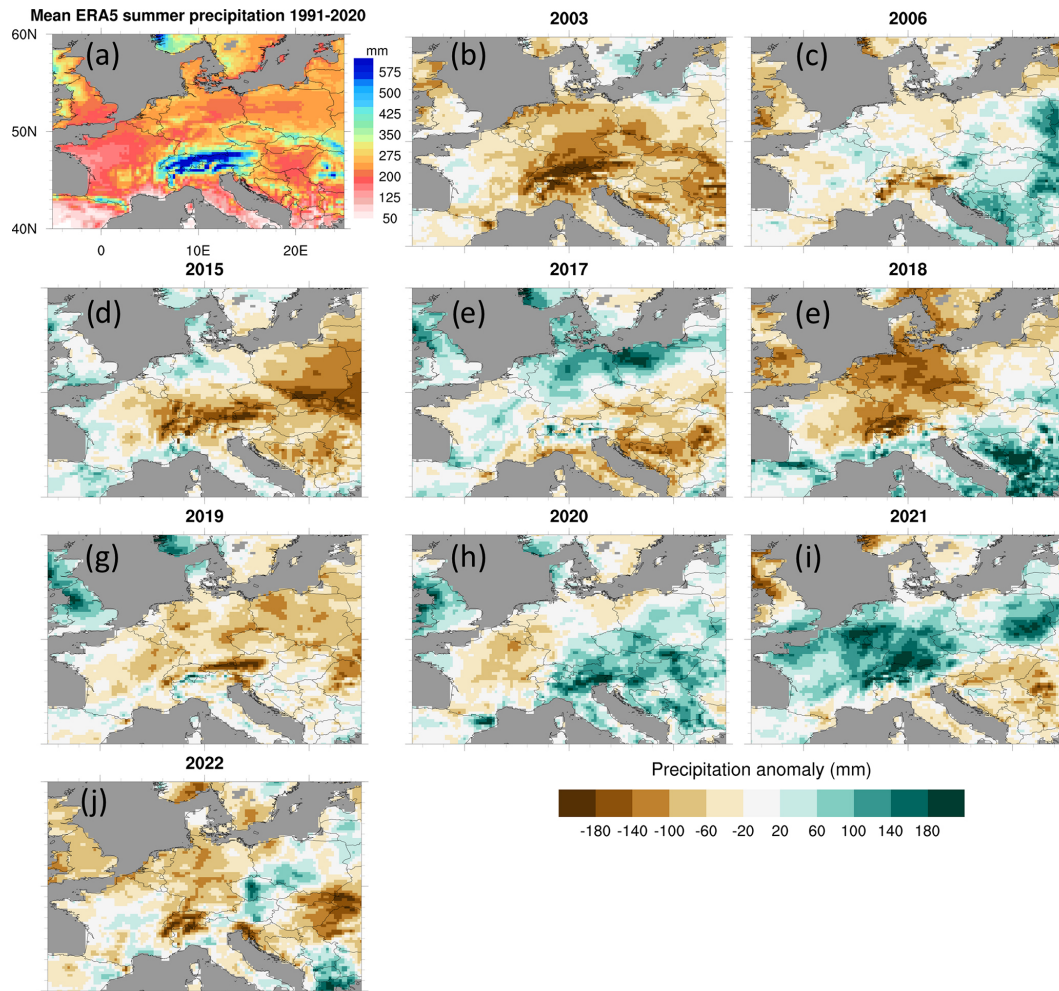 Mean ERA5 summer precipitation 1991-2020
mm
(a)
575
500
425
350
275
200
125
50
60N
50N
40N
0
10E
20E
2003
(b)
2006
(c)
2015
(d)
2017
(e)
2018
(e)
2019
(g)
2020
(h)
2021
(i)
2022
(j)
Precipitation anomaly (mm)
-180 -140 -100 -60 -20 20 60 100 140 180